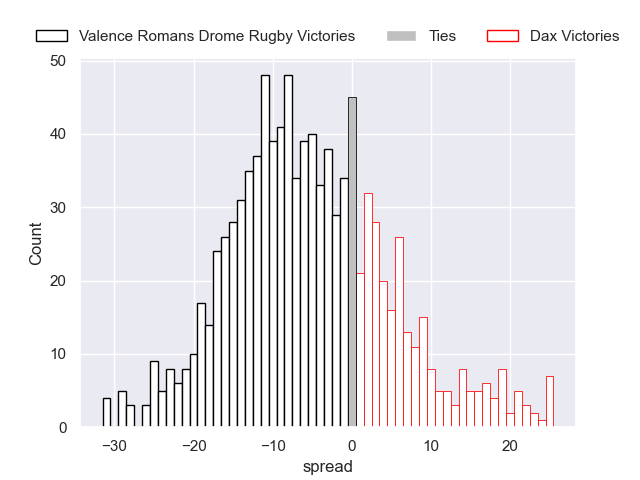 Valence Romans Drome Rugby Victories Ties Dax Victories
50
40
30
20
10
0
Count
−30 −20 −10 0 10 20
spread